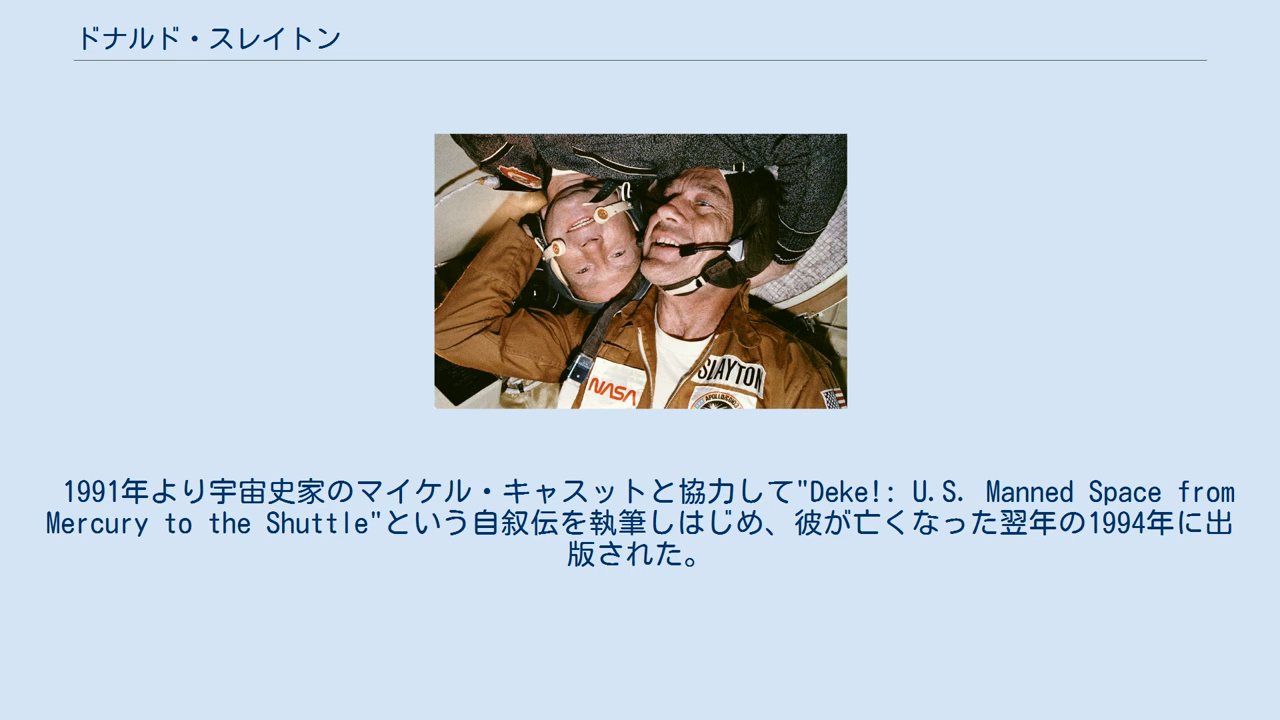 ドナルド・スレイトン
NASA
SLAYTON
1991年より宇宙史家のマイケル・キャスットと協力して"Deke!: U.S. Manned Space from
Mercury to the Shuttle"という自叙伝を執筆しはじめ、彼が亡くなった翌年の1994年に出
版された。